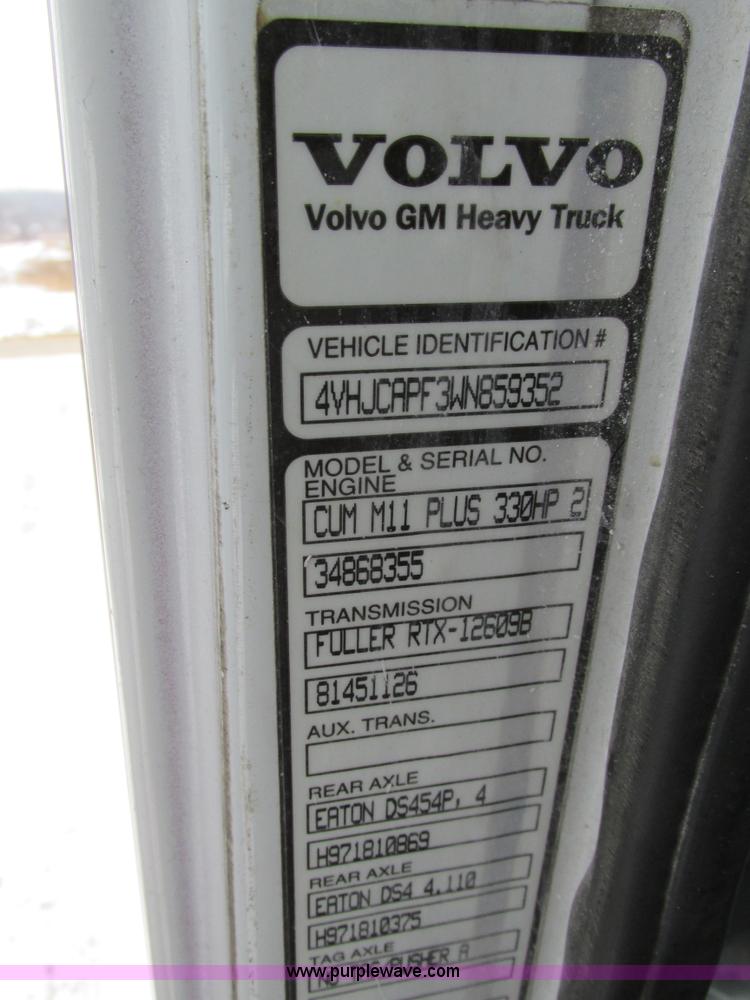 VOLVO
Volvo GM Heavy Truck
VEHICLE IDENTIFICATION #
4VHJCAPF3WN859352
MODEL & SERIAL NO.
ENGINE
CUM M11 PLUS 330HP 2
34868355
TRANSMISSION
FULLER RTX-12609B
81451126
AUX. TRANS.
REAR AXLE
EATON DS454P, 4
H971810869
REAR AXLE
EATON DS4 4.110
H971810375
TAG AXLE
NO PUSHER A
www.purplewave.com